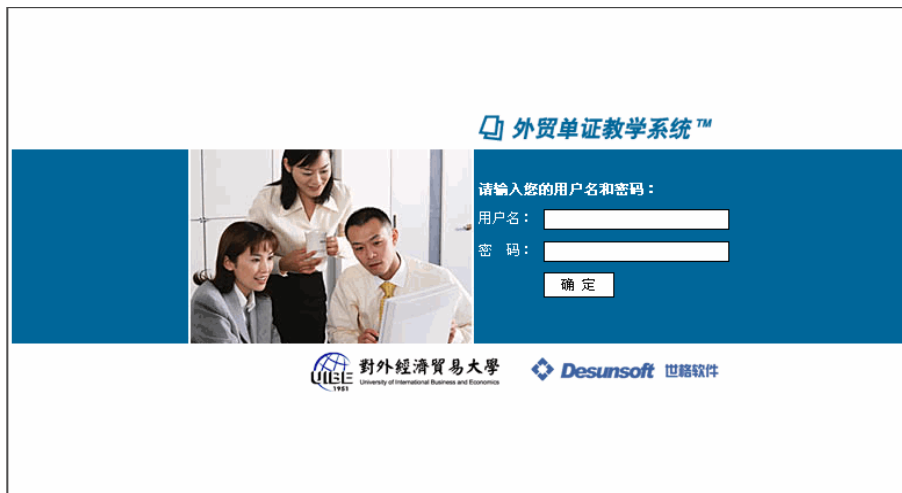 外贸单证教学系统™
请输入您的用户名和密码：
用户名：
密 码：
确 定
UIBE
1951
對外經濟貿易大學
University of International Business and Economics
Desunsoft 世格软件